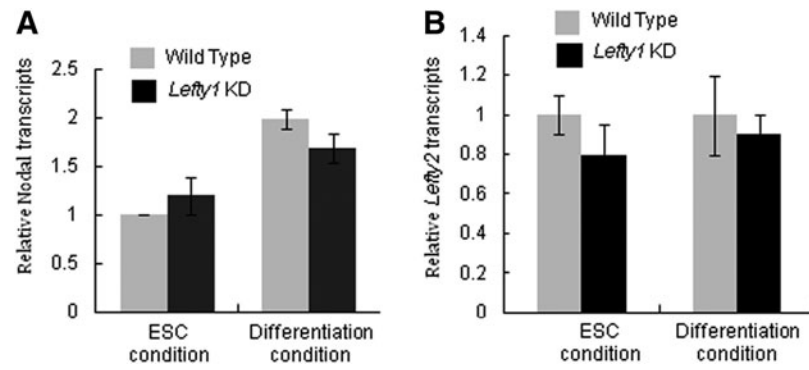 A
Wild Type
Lefty1 KD
Relative Nodal transcripts
2.5
2
1.5
1
0.5
0
ESC
condition
Differentiation
condition
B
Wild Type
Lefty1 KD
Relative Lefty2 transcripts
1.4
1.2
1
0.8
0.6
0.4
0.2
0
ESC
condition
Differentiation
condition